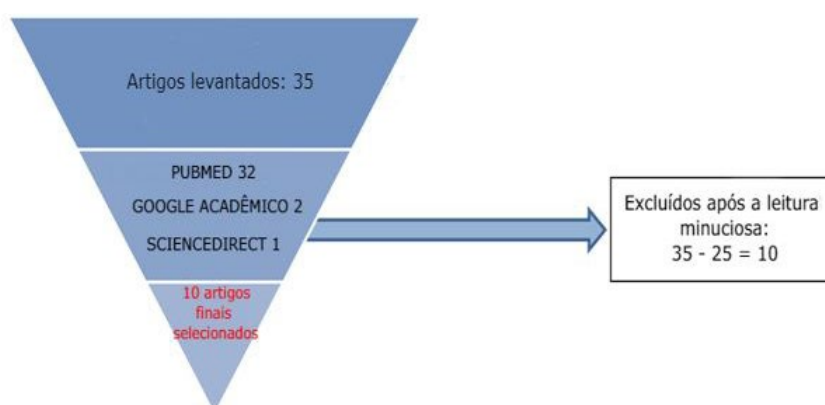 Artigos levantados: 35
PUBMED 32
GOOGLE ACADÊMICO 2
SCIENCEDIRECT 1
10 artigos
finais
selecionados
Excluídos após a leitura
minuciosa:
35 - 25 = 10